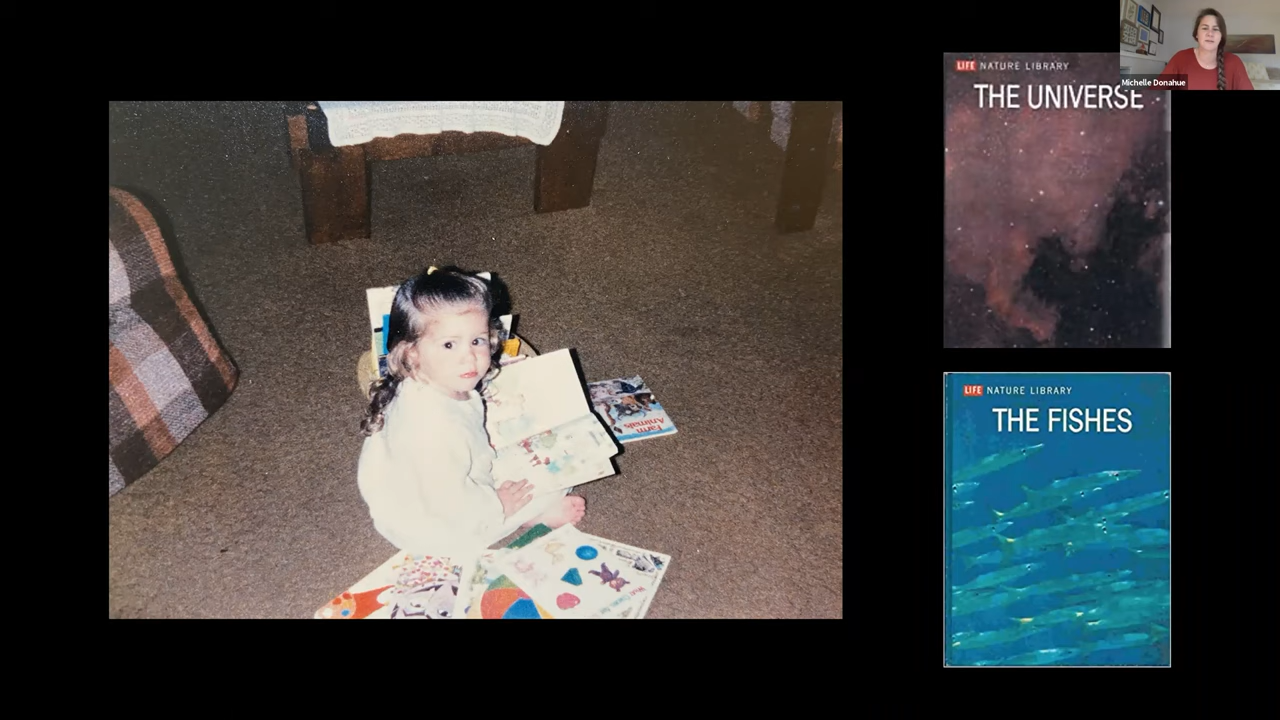 LIFE NATURE LIBRARY
THE UNIVERSE
Michelle Donahue
LIFE NATURE LIBRARY
THE FISHES
Farm
Animals